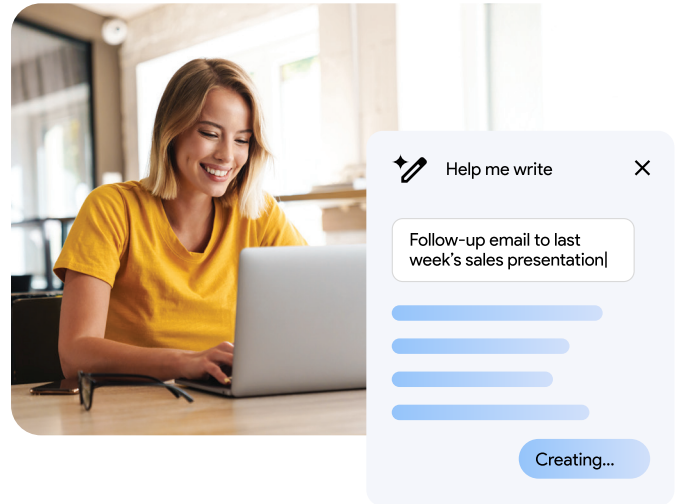 Help me write
Follow-up email to last
week's sales presentation|
Creating...